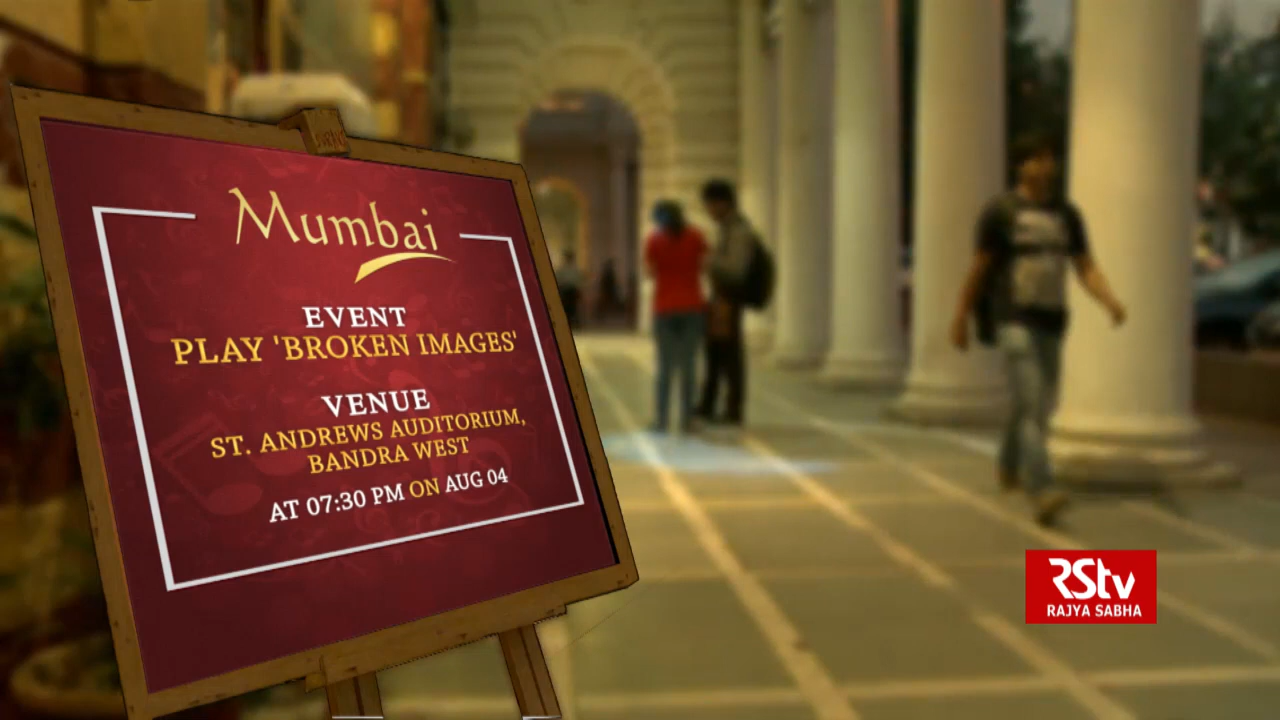 Mumbai
EVENT
PLAY 'BROKEN IMAGES'
VENUE
ST. ANDREWS AUDITORIUM,
BANDRA WEST
AT 07:30 PM ON AUG 04
RStv
RAJYA SABHA